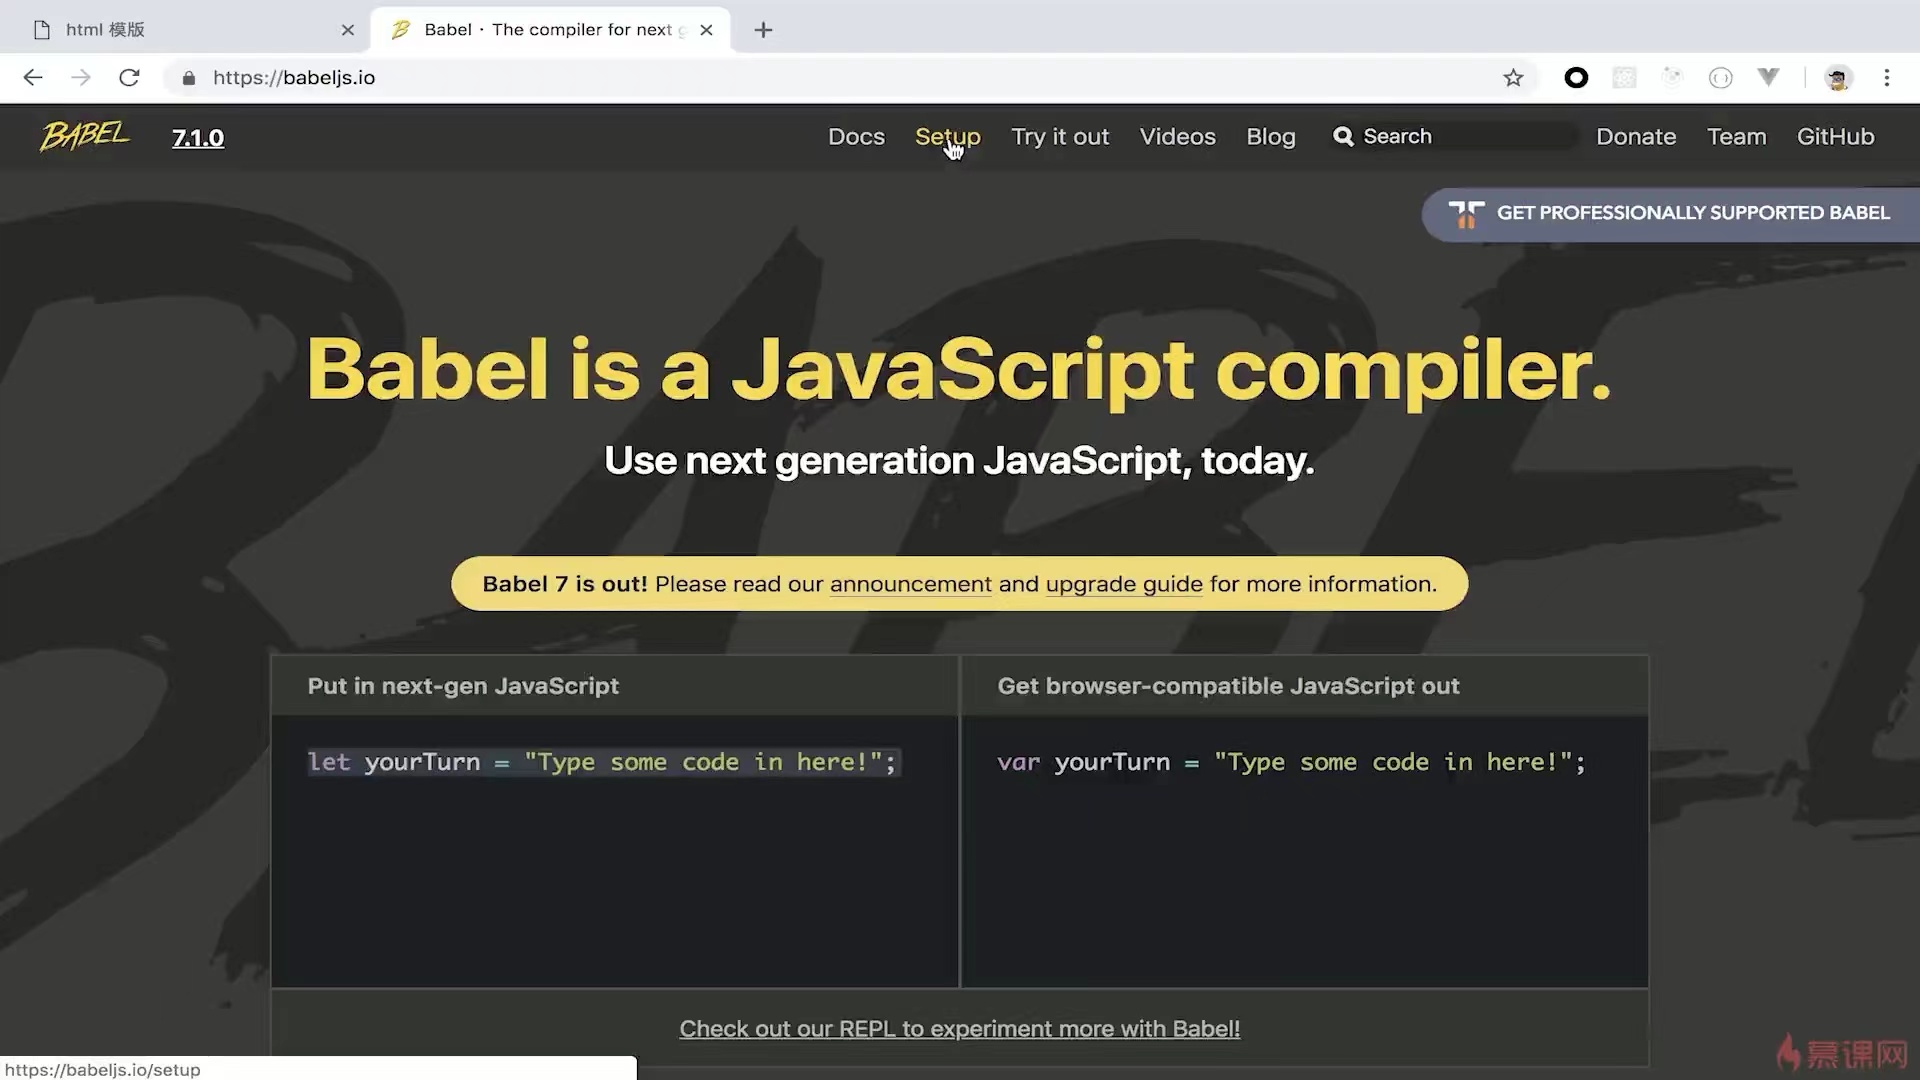 html 模版
Babel · The compiler for next g
https://babeljs.io
BABEL
7.1.0
Docs
Setup
Try it out
Videos
Blog
Search
Donate
Team
GitHub
GET PROFESSIONALLY SUPPORTED BABEL
Babel is a JavaScript compiler.
Use next generation JavaScript, today.
Babel 7 is out! Please read our announcement and upgrade guide for more information.
Put in next-gen JavaScript
Get browser-compatible JavaScript out
let yourTurn = "Type some code in here!";
var yourTurn = "Type some code in here!";
Check out our REPL to experiment more with Babel!
https://babeljs.io/setup
慕课网